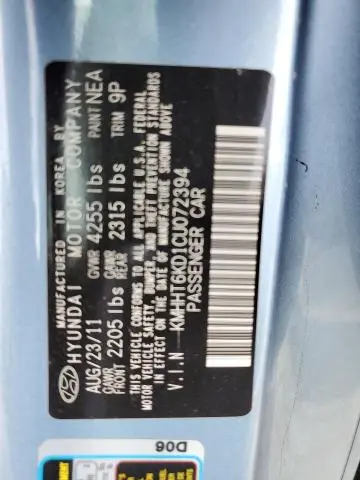 MANUFACTURED IN KOREA BY
HYUNDAI MOTOR COMPANY
AUG/23/11 GVWR 4255 lbs PAINT NEA
GAWR FRONT 2205 lbs GAWR REAR 2315 lbs TRIM 9P
THIS VEHICLE CONFORMS TO ALL APPLICABLE U.S.A. FEDERAL
MOTOR VEHICLE SAFETY, BUMPER, AND THEFT PREVENTION STANDARDS
IN EFFECT ON THE DATE OF MANUFACTURE SHOWN ABOVE
V.I.N KMHHT6KD1CU072394
PASSENGER CAR
D06